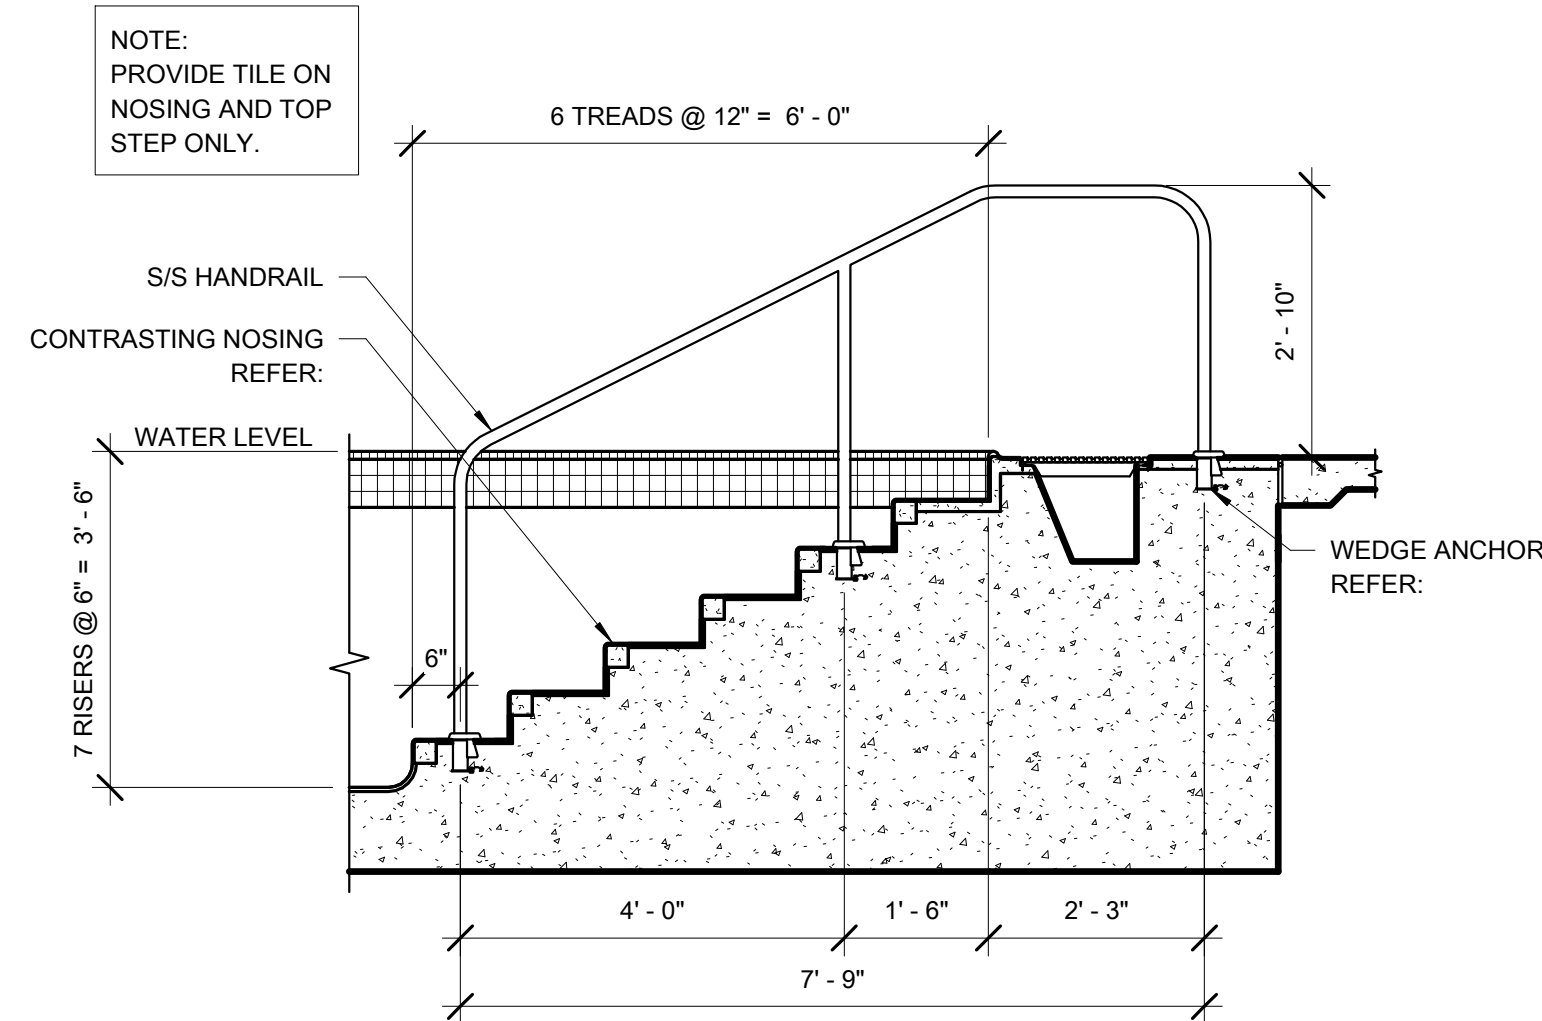 NOTE:
PROVIDE TILE ON
NOSING AND TOP
STEP ONLY.
6 TREADS @ 12" = 6' - 0"
S/S HANDRAIL
CONTRASTING NOSING
REFER:
2' - 10"
WATER LEVEL
7 RISERS @ 6" = 3' - 6"
6"
WEDGE ANCHOR
REFER:
4' - 0"
1' - 6"
2' - 3"
7' - 9"